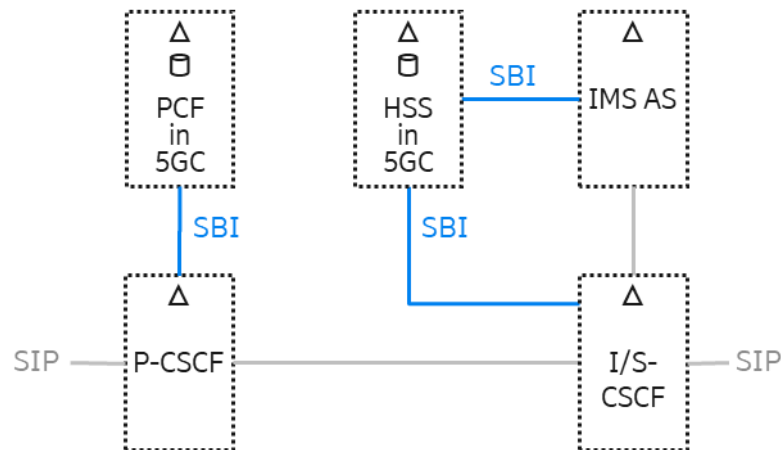 PCF
in
5GC
HSS
in
5GC
SBI
IMS AS
SBI
SBI
SIP
P-CSCF
I/S-
CSCF
SIP